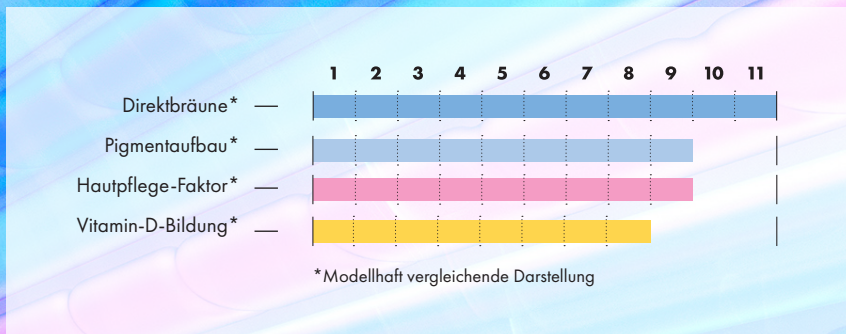 1 2 3 4 5 6 7 8 9 10 11
Direktbräune*
Pigmentaufbau*
Hautpflege-Faktor*
Vitamin-D-Bildung*
*Modellhaft vergleichende Darstellung